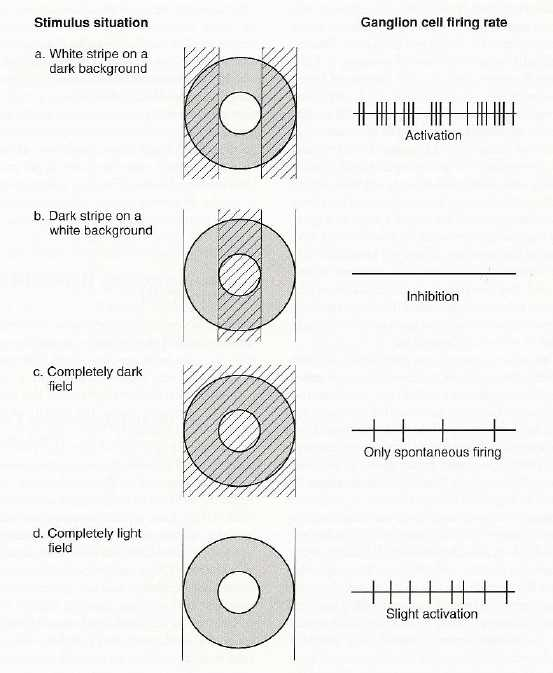 Stimulus situation
Ganglion cell firing rate
a. White stripe on a
dark background
Activation
b. Dark stripe on a
white background
Inhibition
c. Completely dark
field
Only spontaneous firing
d. Completely light
field
Slight activation